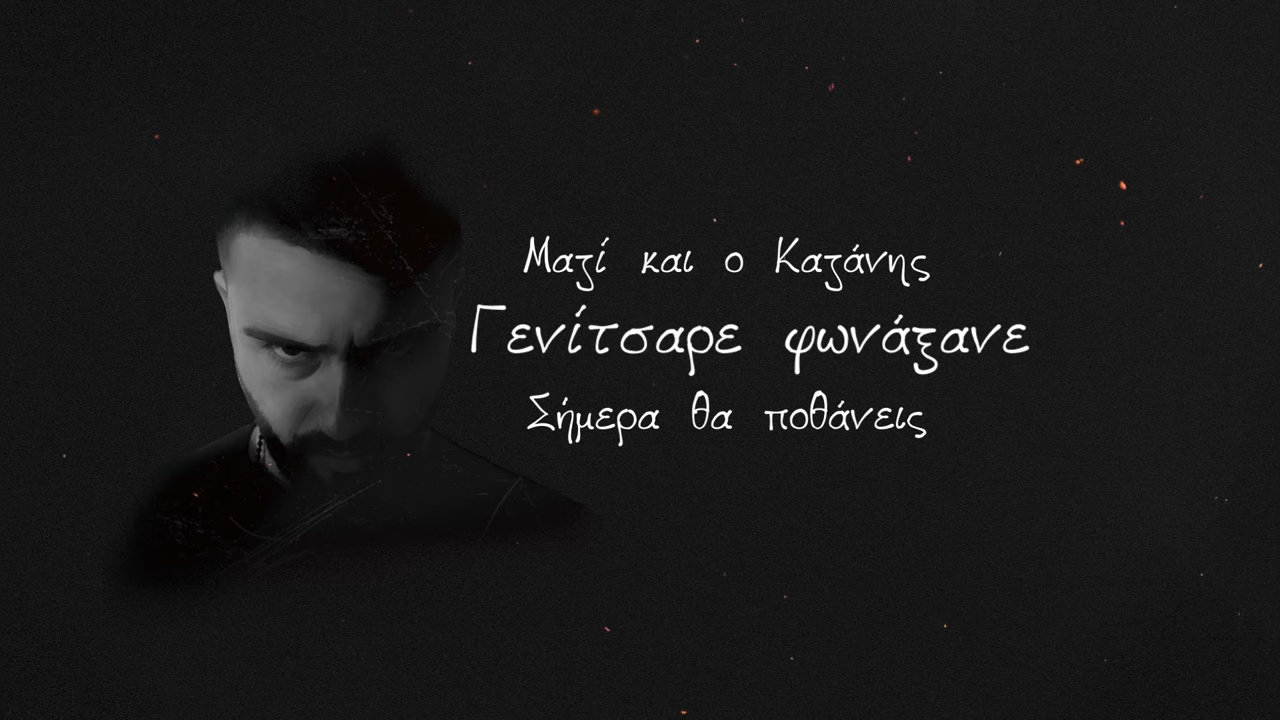 Μαζί και ο Καζάνης
Γενίτσαρε φωνάξανε
Σήμερα θα ποθάνεις